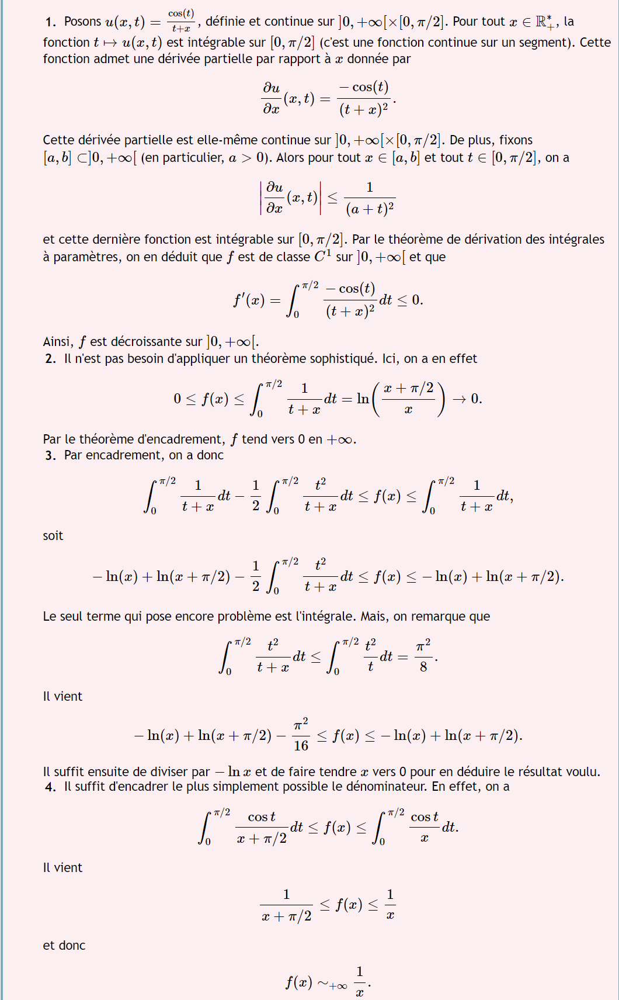 1. Posons $u(x,t) = \frac{\cos(t)}{t+x}$, définie et continue sur $]0,+\infty[\times[0,\pi/2]$. Pour tout $x \in \mathbb{R}_+^*$, la
fonction $t \mapsto u(x,t)$ est intégrable sur $[0,\pi/2]$ (c'est une fonction continue sur un segment). Cette
fonction admet une dérivée partielle par rapport à $x$ donnée par
$\frac{\partial u}{\partial x}(x,t) = \frac{-\cos(t)}{(t+x)^2}.$
Cette dérivée partielle est elle-même continue sur $]0,+\infty[\times[0,\pi/2]$. De plus, fixons
$[a,b] \subset ]0,+\infty[$ (en particulier, $a > 0$). Alors pour tout $x \in [a,b]$ et tout $t \in [0,\pi/2]$, on a
$\left|\frac{\partial u}{\partial x}(x,t)\right| \leq \frac{1}{(a+t)^2}$
et cette dernière fonction est intégrable sur $[0,\pi/2]$. Par le théorème de dérivation des intégrales
à paramètres, on en déduit que $f$ est de classe $C^1$ sur $]0,+\infty[$ et que
$f'(x) = \int_0^{\pi/2} \frac{-\cos(t)}{(t+x)^2} dt \leq 0.$
Ainsi, $f$ est décroissante sur $]0,+\infty[$.
2. Il n'est pas besoin d'appliquer un théorème sophistiqué. Ici, on a en effet
$0 \leq f(x) \leq \int_0^{\pi/2} \frac{1}{t+x} dt = \ln\left(\frac{x+\pi/2}{x}\right) \to 0.$
Par le théorème d'encadrement, $f$ tend vers 0 en $+\infty$.
3. Par encadrement, on a donc
$\int_0^{\pi/2} \frac{1}{t+x} dt - \frac{1}{2} \int_0^{\pi/2} \frac{t^2}{t+x} dt \leq f(x) \leq \int_0^{\pi/2} \frac{1}{t+x} dt,$
soit
$-\ln(x) + \ln(x+\pi/2) - \frac{1}{2} \int_0^{\pi/2} \frac{t^2}{t+x} dt \leq f(x) \leq -\ln(x) + \ln(x+\pi/2).$
Le seul terme qui pose encore problème est l'intégrale. Mais, on remarque que
$\int_0^{\pi/2} \frac{t^2}{t+x} dt \leq \int_0^{\pi/2} \frac{t^2}{t} dt = \frac{\pi^2}{8}.$
Il vient
$-\ln(x) + \ln(x+\pi/2) - \frac{\pi^2}{16} \leq f(x) \leq -\ln(x) + \ln(x+\pi/2).$
Il suffit ensuite de diviser par $-\ln x$ et de faire tendre $x$ vers 0 pour en déduire le résultat voulu.
4. Il suffit d'encadrer le plus simplement possible le dénominateur. En effet, on a
$\int_0^{\pi/2} \frac{\cos t}{x+\pi/2} dt \leq f(x) \leq \int_0^{\pi/2} \frac{\cos t}{x} dt.$
Il vient
$\frac{1}{x+\pi/2} \leq f(x) \leq \frac{1}{x}$
et donc
$f(x) \sim_{+\infty} \frac{1}{x}.$